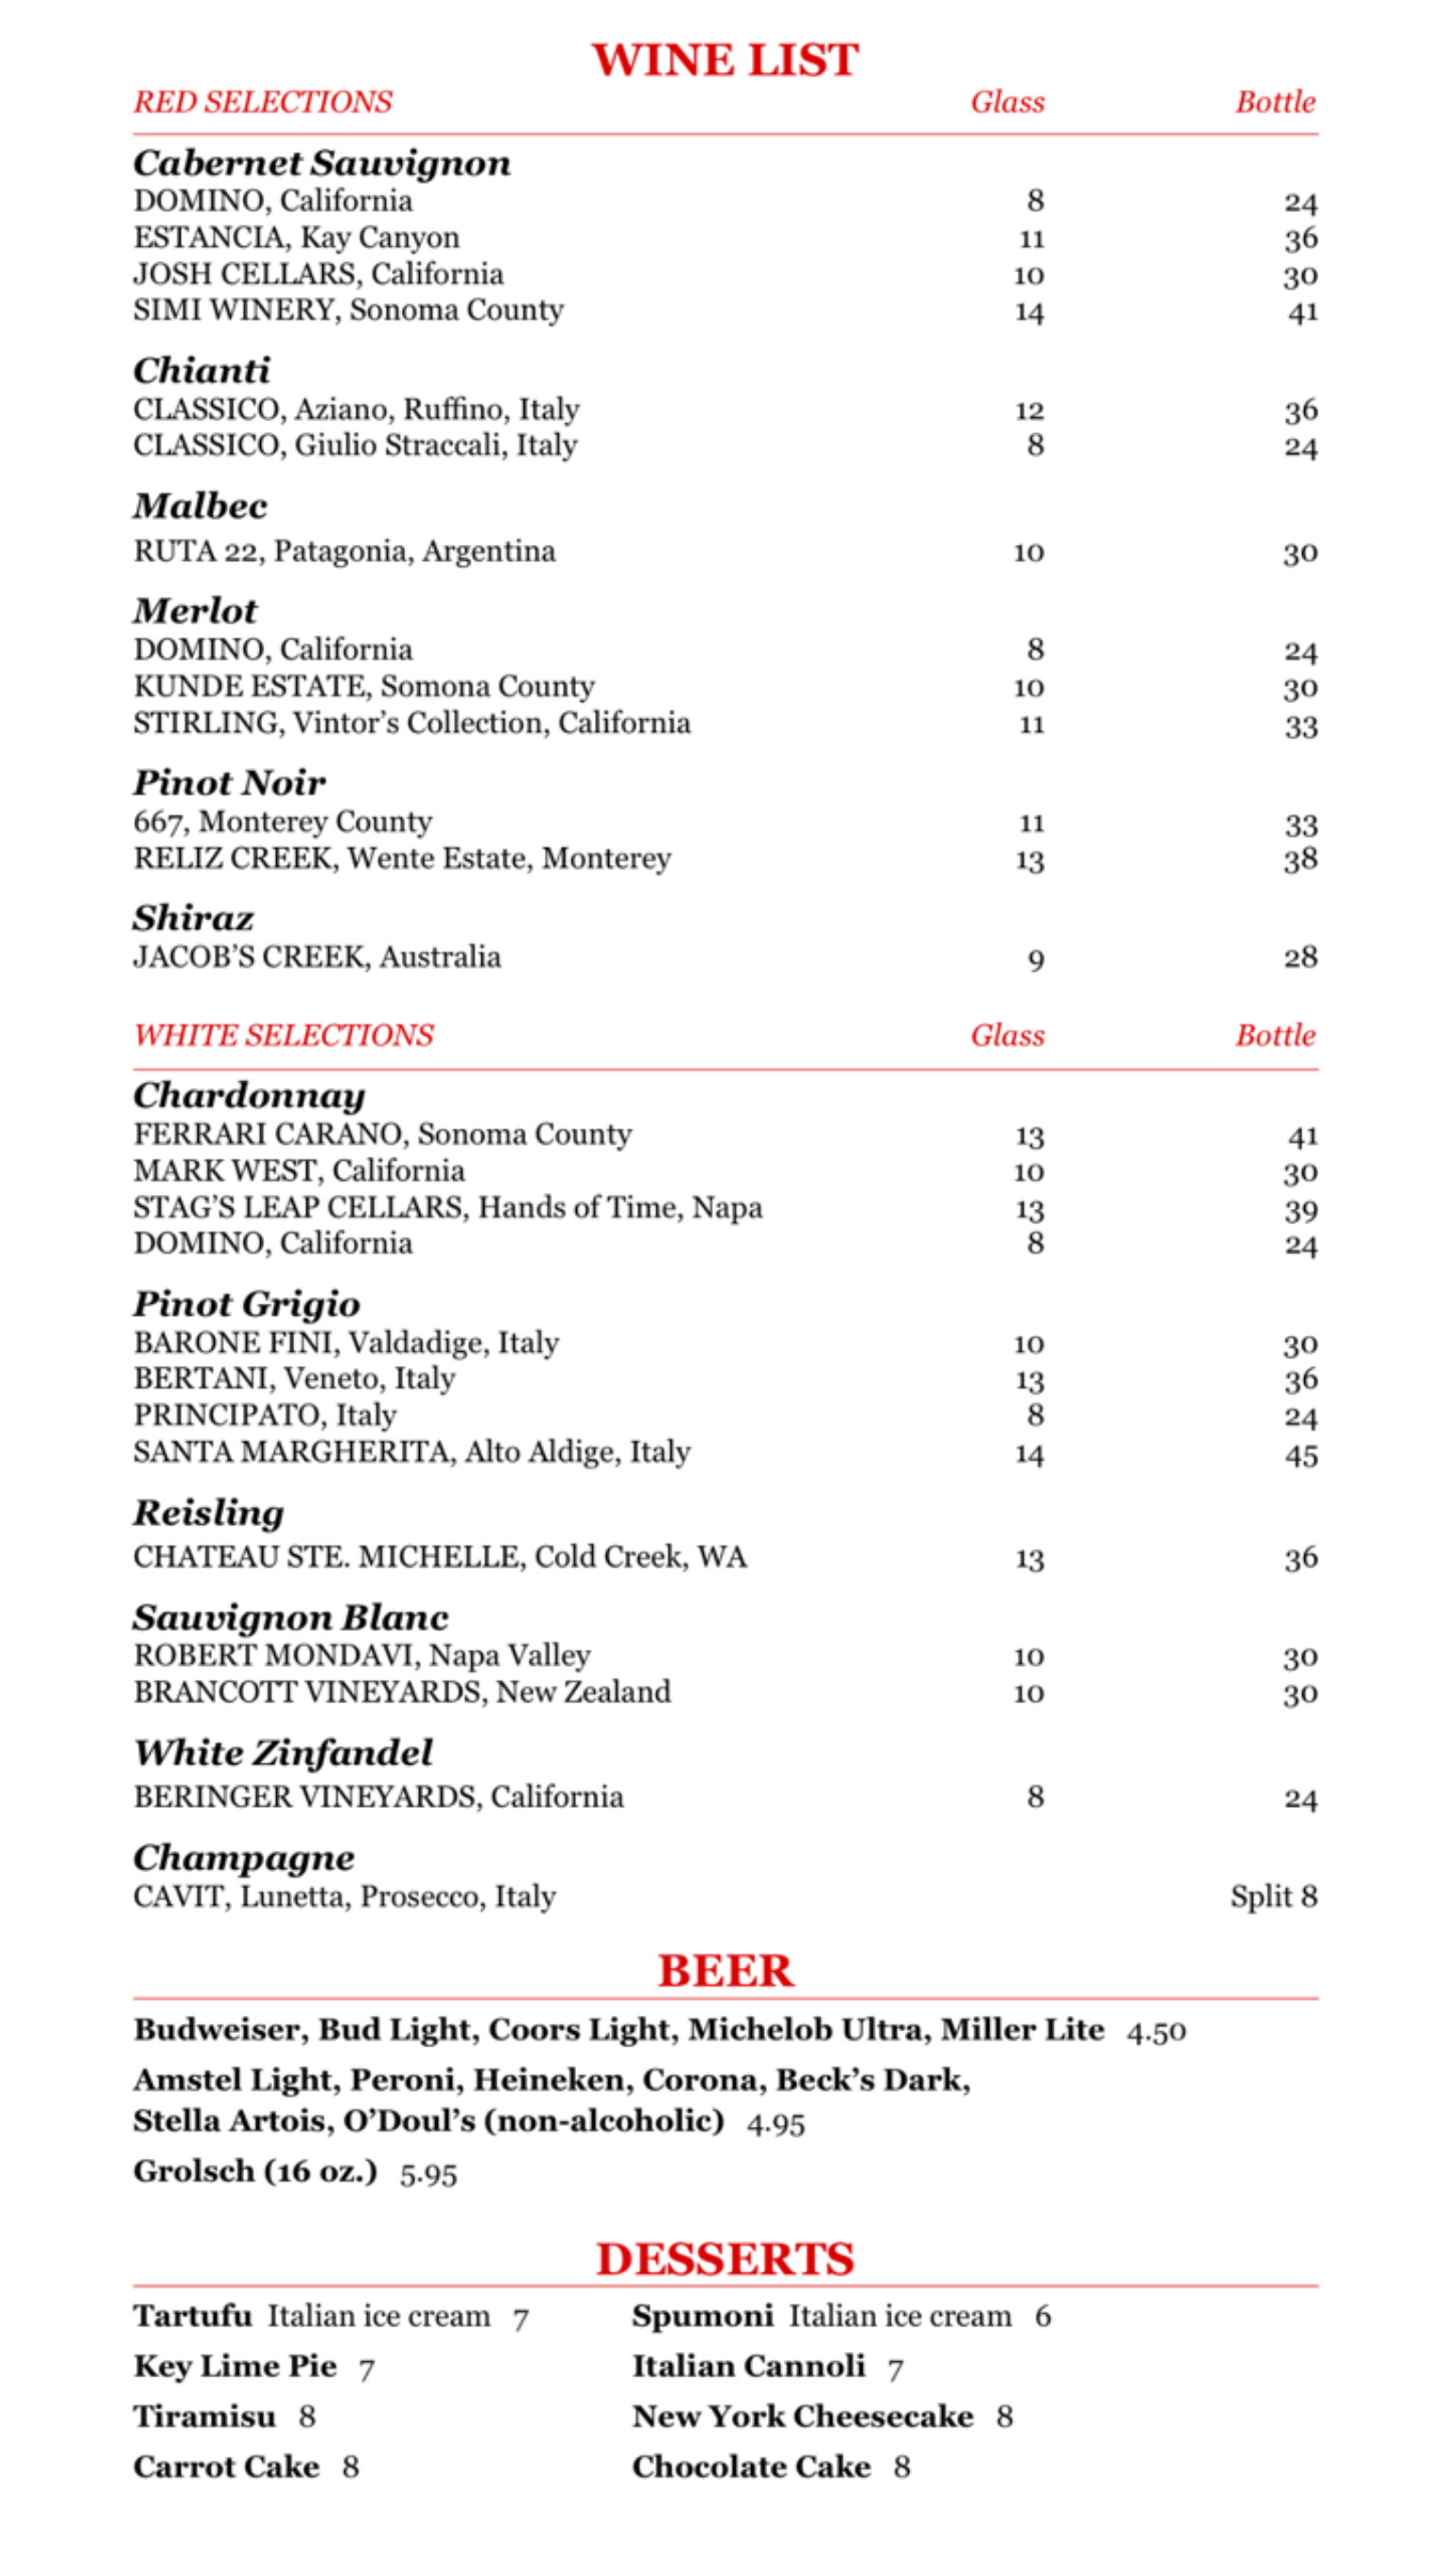 WINE LIST
RED SELECTIONS Glass Bottle
Cabernet Sauvignon
DOMINO, California 8 24
ESTANCIA, Kay Canyon 11 36
JOSH CELLARS, California 10 30
SIMI WINERY, Sonoma County 14 41
Chianti
CLASSICO, Aziano, Ruffino, Italy 12 36
CLASSICO, Giulio Straccali, Italy 8 24
Malbec
RUTA 22, Patagonia, Argentina 10 30
Merlot
DOMINO, California 8 24
KUNDE ESTATE, Somona County 10 30
STIRLING, Vintor’s Collection, California 11 33
Pinot Noir
667, Monterey County 11 33
RELIZ CREEK, Wente Estate, Monterey 13 38
Shiraz
JACOB’S CREEK, Australia 9 28
WHITE SELECTIONS Glass Bottle
Chardonnay
FERRARI CARANO, Sonoma County 13 41
MARK WEST, California 10 30
STAG’S LEAP CELLARS, Hands of Time, Napa 13 39
DOMINO, California 8 24
Pinot Grigio
BARONE FINI, Valdadige, Italy 10 30
BERTANI, Veneto, Italy 13 36
PRINCIPATO, Italy 8 24
SANTA MARGHERITA, Alto Aldige, Italy 14 45
Reisling
CHATEAU STE. MICHELLE, Cold Creek, WA 13 36
Sauvignon Blanc
ROBERT MONDAVI, Napa Valley 10 30
BRANCOTT VINEYARDS, New Zealand 10 30
White Zinfandel
BERINGER VINEYARDS, California 8 24
Champagne
CAVIT, Lunetta, Prosecco, Italy Split 8
BEER
Budweiser, Bud Light, Coors Light, Michelob Ultra, Miller Lite 4.50
Amstel Light, Peroni, Heineken, Corona, Beck’s Dark,
Stella Artois, O’Doul’s (non-alcoholic) 4.95
Grolsch (16 oz.) 5.95
DESSERTS
Tartufu Italian ice cream 7 Spumoni Italian ice cream 6
Key Lime Pie 7 Italian Cannoli 7
Tiramisu 8 New York Cheesecake 8
Carrot Cake 8 Chocolate Cake 8